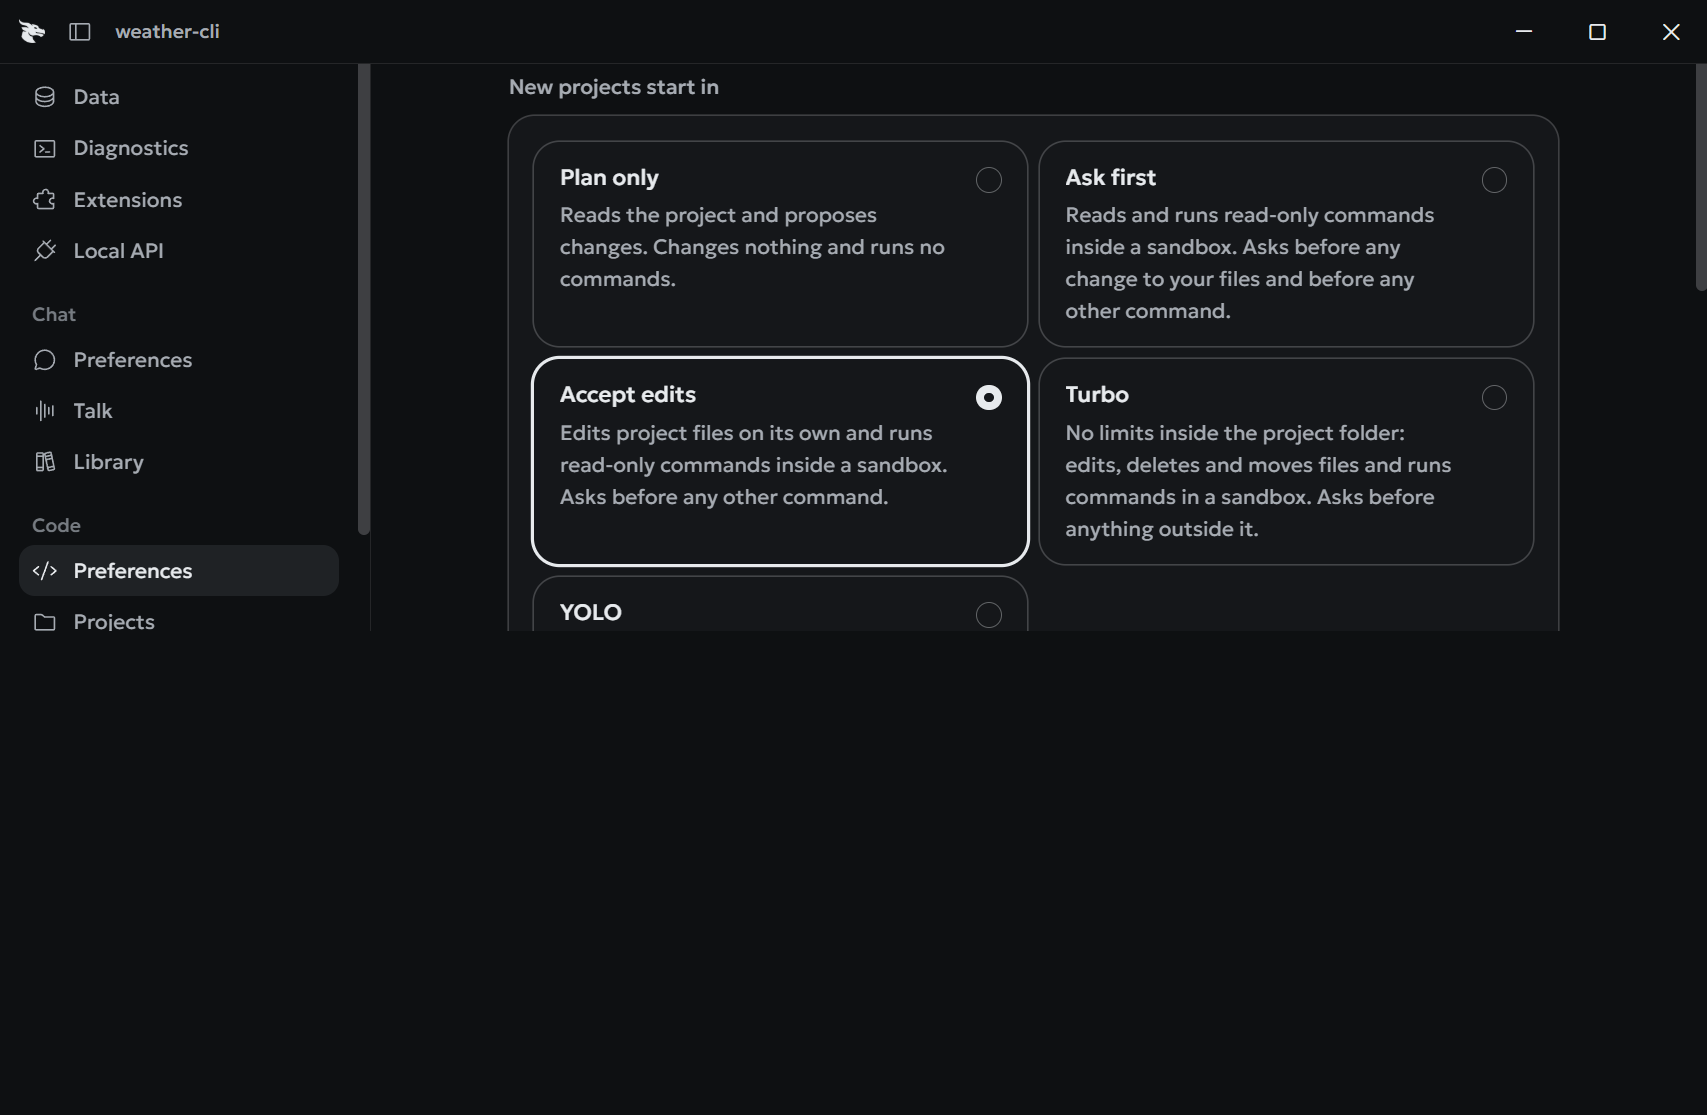 weather-cli
Data
Diagnostics
Extensions
Local API
Chat
Preferences
Talk
Library
Code
Preferences
Projects
New projects start in
Plan only
Reads the project and proposes
changes. Changes nothing and runs no
commands.
Ask first
Reads and runs read-only commands
inside a sandbox. Asks before any
change to your files and before any
other command.
Accept edits
Edits project files on its own and runs
read-only commands inside a sandbox.
Asks before any other command.
Turbo
No limits inside the project folder:
edits, deletes and moves files and runs
commands in a sandbox. Asks before
anything outside it.
YOLO